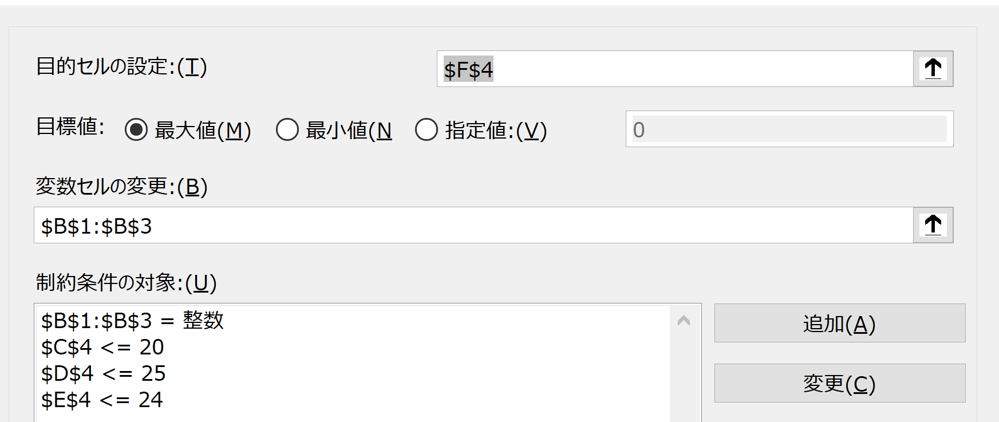 目的セルの設定:(T)
$F$4
目標値:
最大値(M)
最小値(N
指定値:(V)
0
変数セルの変更:(B)
$B$1:$B$3
制約条件の対象:(U)
$B$1:$B$3 = 整数
$C$4 <= 20
$D$4 <= 25
$E$4 <= 24
追加(A)
変更(C)